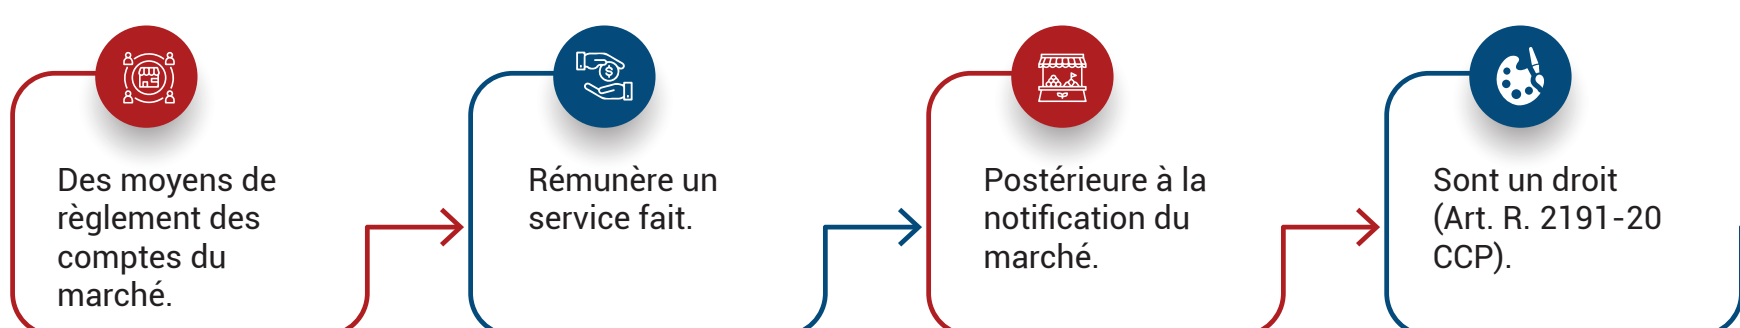 Des moyens de
règlement des
comptes du
marché.
Rémunère un
service fait.
Postérieure à la
notification du
marché.
Sont un droit
(Art. R. 2191-20
CCP).